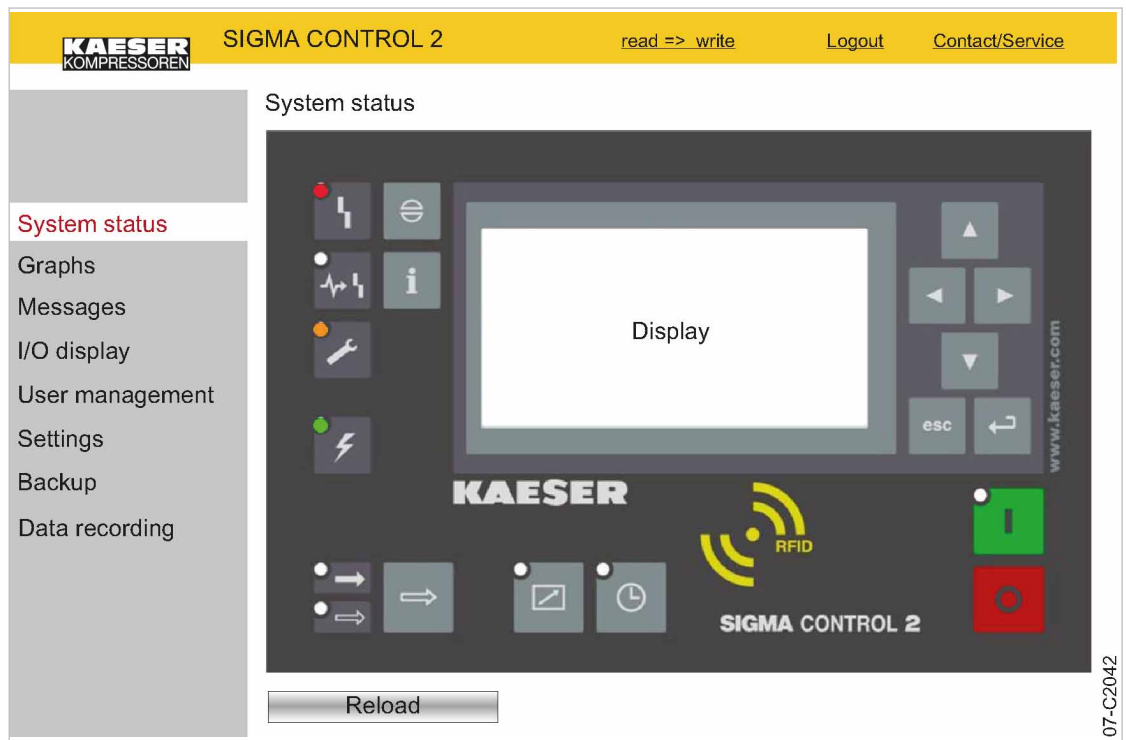 KAESER
KOMPRESSOREN
SIGMA CONTROL 2
read => write
Logout
Contact/Service
System status
System status
Graphs
Messages
I/O display
User management
Settings
Backup
Data recording
i
Display
esc
www.kaeser.com
KAESER
RFID
SIGMA CONTROL 2
Reload
07-C2042